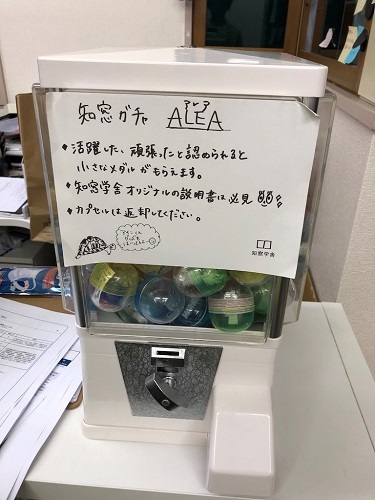 知窓ガチャ ALEA
アレア
・活躍した、頑張ったと認められると
小さなメダルがもらえます。
・知窓学舎オリジナルの説明書は必見
・カプセルは返却してください。
知窓学舎